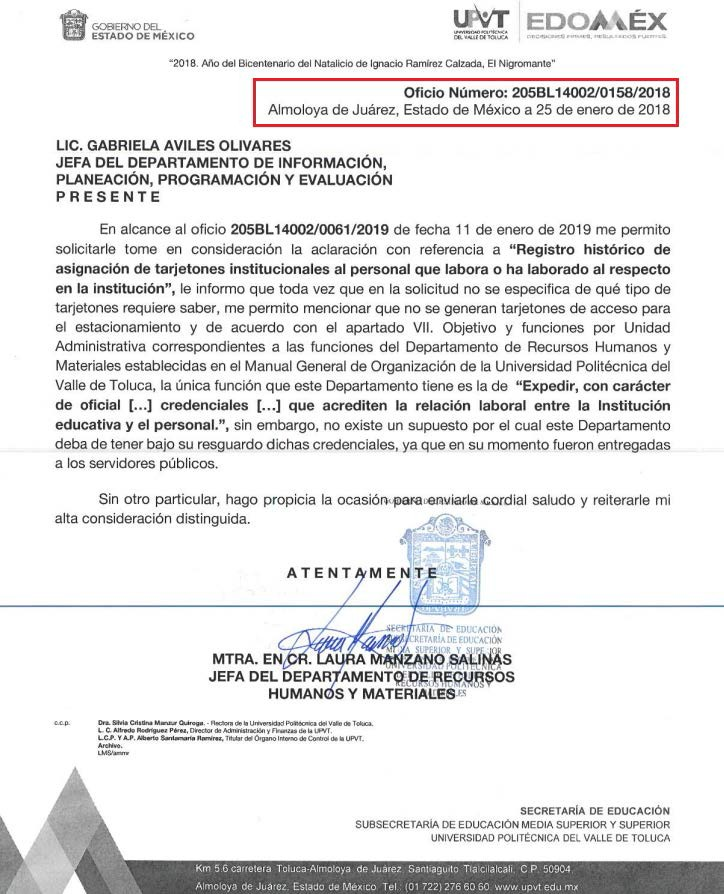 GOBIERNO DEL
ESTADO DE MÉXICO
UPVT
UNIVERSIDAD POLITÉCNICA
DEL VALLE DE TOLUCA
EDOMÉX
DECISIONES FIRMES, RESULTADOS FUERTES.
"2018. Año del Bicentenario del Natalicio de Ignacio Ramírez Calzada, El Nigromante"
Oficio Número: 205BL14002/0158/2018
Almoloya de Juárez, Estado de México a 25 de enero de 2018
LIC. GABRIELA AVILES OLIVARES
JEFA DEL DEPARTAMENTO DE INFORMACIÓN,
PLANEACIÓN, PROGRAMACIÓN Y EVALUACIÓN
P R E S E N T E
En alcance al oficio 205BL14002/0061/2019 de fecha 11 de enero de 2019 me permito
solicitarle tome en consideración la aclaración con referencia a "Registro histórico de
asignación de tarjetones institucionales al personal que labora o ha laborado al respecto
en la institución", le informo que toda vez que en la solicitud no se especifica de qué tipo de
tarjetones requiere saber, me permito mencionar que no se generan tarjetones de acceso para
el estacionamiento y de acuerdo con el apartado VII. Objetivo y funciones por Unidad
Administrativa correspondientes a las funciones del Departamento de Recursos Humanos y
Materiales establecidas en el Manual General de Organización de la Universidad Politécnica del
Valle de Toluca, la única función que este Departamento tiene es la de "Expedir, con carácter
de oficial [...] credenciales [...] que acrediten la relación laboral entre la Institución
educativa y el personal.", sin embargo, no existe un supuesto por el cual este Departamento
deba de tener bajo su resguardo dichas credenciales, ya que en su momento fueron entregadas
a los servidores públicos.
Sin otro particular, hago propicia la ocasión para enviarle cordial saludo y reiterarle mi
alta consideración distinguida.
A T E N T A M E N T E
SECRETARÍA DE EDUCACIÓN
MTRA. EN CR. LAURA MANZANO SALINAS
JEFA DEL DEPARTAMENTO DE RECURSOS
HUMANOS Y MATERIALES
c.c.p. Dra. Silvia Cristina Manzur Quiroga. - Rectora de la Universidad Politécnica del Valle de Toluca.
L. C. Alfredo Rodríguez Pérez, Director de Administración y Finanzas de la UPVT.
L.C.P. Y A.P. Alberto Santamaría Ramírez, Titular del Órgano Interno de Control de la UPVT.
Archivo.
LMS/ammr
SECRETARÍA DE EDUCACIÓN
SUBSECRETARÍA DE EDUCACIÓN MEDIA SUPERIOR Y SUPERIOR
UNIVERSIDAD POLITÉCNICA DEL VALLE DE TOLUCA
Km 5.6 carretera Toluca-Almoloya de Juárez. Santiaguito Tlalcilalcali. C.P. 50904.
Almoloya de Juárez, Estado de México. Tel.: (01 722) 276 60 60. www.upvt.edu.mx